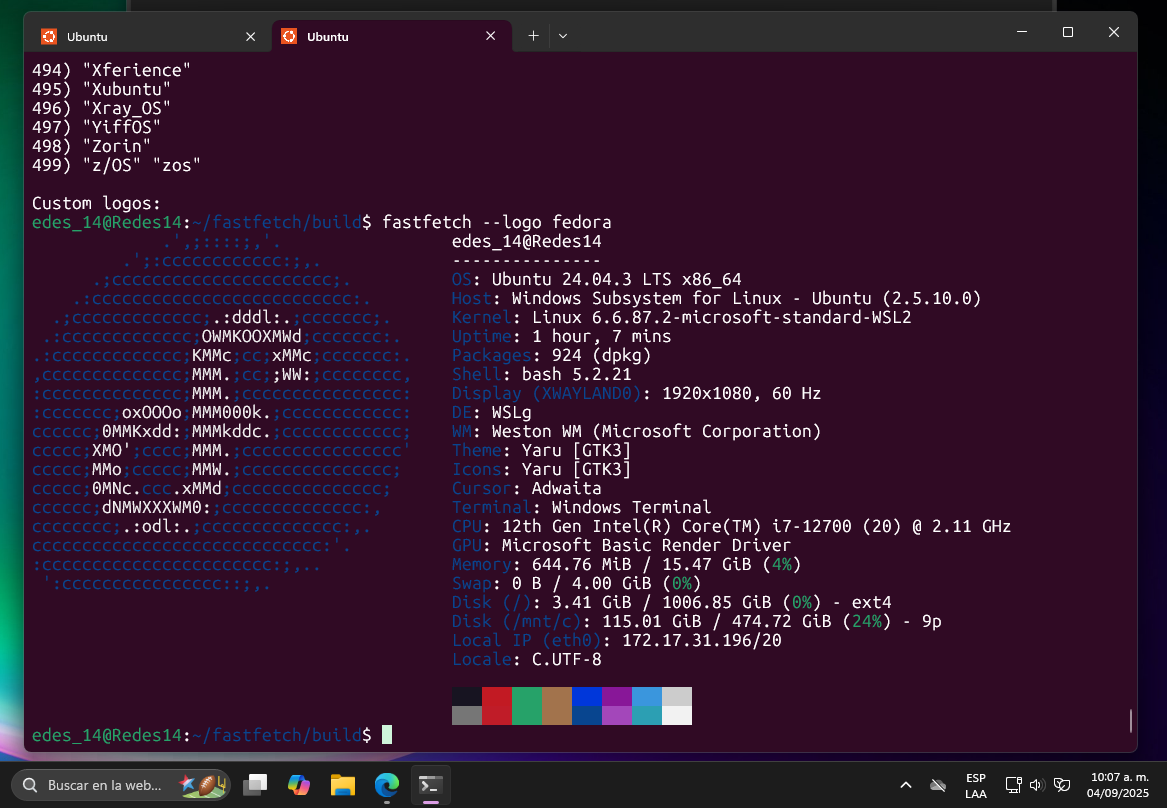 Ubuntu
Ubuntu
494) "Xferience"
495) "Xubuntu"
496) "Xray_OS"
497) "YiffOS"
498) "Zorin"
499) "z/OS" "zos"
Custom logos:
edes_14@Redes14:~/fastfetch/build$ fastfetch --logo fedora
.',;::::;,'. edes_14@Redes14
.';:cccccccccccc:;,. ---------------
.;cccccccccccccccccccccc;. OS: Ubuntu 24.04.3 LTS x86_64
.:cccccccccccccccccccccccccc:. Host: Windows Subsystem for Linux - Ubuntu (2.5.10.0)
.;ccccccccccccc;.:dddl:.;ccccccc;. Kernel: Linux 6.6.87.2-microsoft-standard-WSL2
.:ccccccccccccc;OWMKOOXMWd;ccccccc:. Uptime: 1 hour, 7 mins
.:ccccccccccccc;KMMc;cc;xMMc;ccccccc:. Packages: 924 (dpkg)
,cccccccccccccc;MMM.;cc;;WW:;cccccccc, Shell: bash 5.2.21
:cccccccccccccc;MMM.;cccccccccccccccc: Display (XWAYLAND0): 1920x1080, 60 Hz
:ccccccc;oxOOOo;MMM000k.;cccccccccccc: DE: WSLg
cccccc;0MMKxdd:;MMMkddc.;cccccccccccc; WM: Weston WM (Microsoft Corporation)
ccccc;XMO';cccc;MMM.;cccccccccccccccc' Theme: Yaru [GTK3]
ccccc;MMo;ccccc;MMW.;ccccccccccccccc; Icons: Yaru [GTK3]
ccccc;0MNc.ccc.xMMd;ccccccccccccccc; Cursor: Adwaita
cccccc;dNMWXXXWM0:;cccccccccccccc:, Terminal: Windows Terminal
cccccccc;.:odl:.;cccccccccccccc:,. CPU: 12th Gen Intel(R) Core(TM) i7-12700 (20) @ 2.11 GHz
ccccccccccccccccccccccccccccc:'. GPU: Microsoft Basic Render Driver
:ccccccccccccccccccccccc:;,.. Memory: 644.76 MiB / 15.47 GiB (4%)
':cccccccccccccccc::;,. Swap: 0 B / 4.00 GiB (0%)
Disk (/): 3.41 GiB / 1006.85 GiB (0%) - ext4
Disk (/mnt/c): 115.01 GiB / 474.72 GiB (24%) - 9p
Local IP (eth0): 172.17.31.196/20
Locale: C.UTF-8
edes_14@Redes14:~/fastfetch/build$
Buscar en la web...
ESP
LAA
10:07 a. m.
04/09/2025